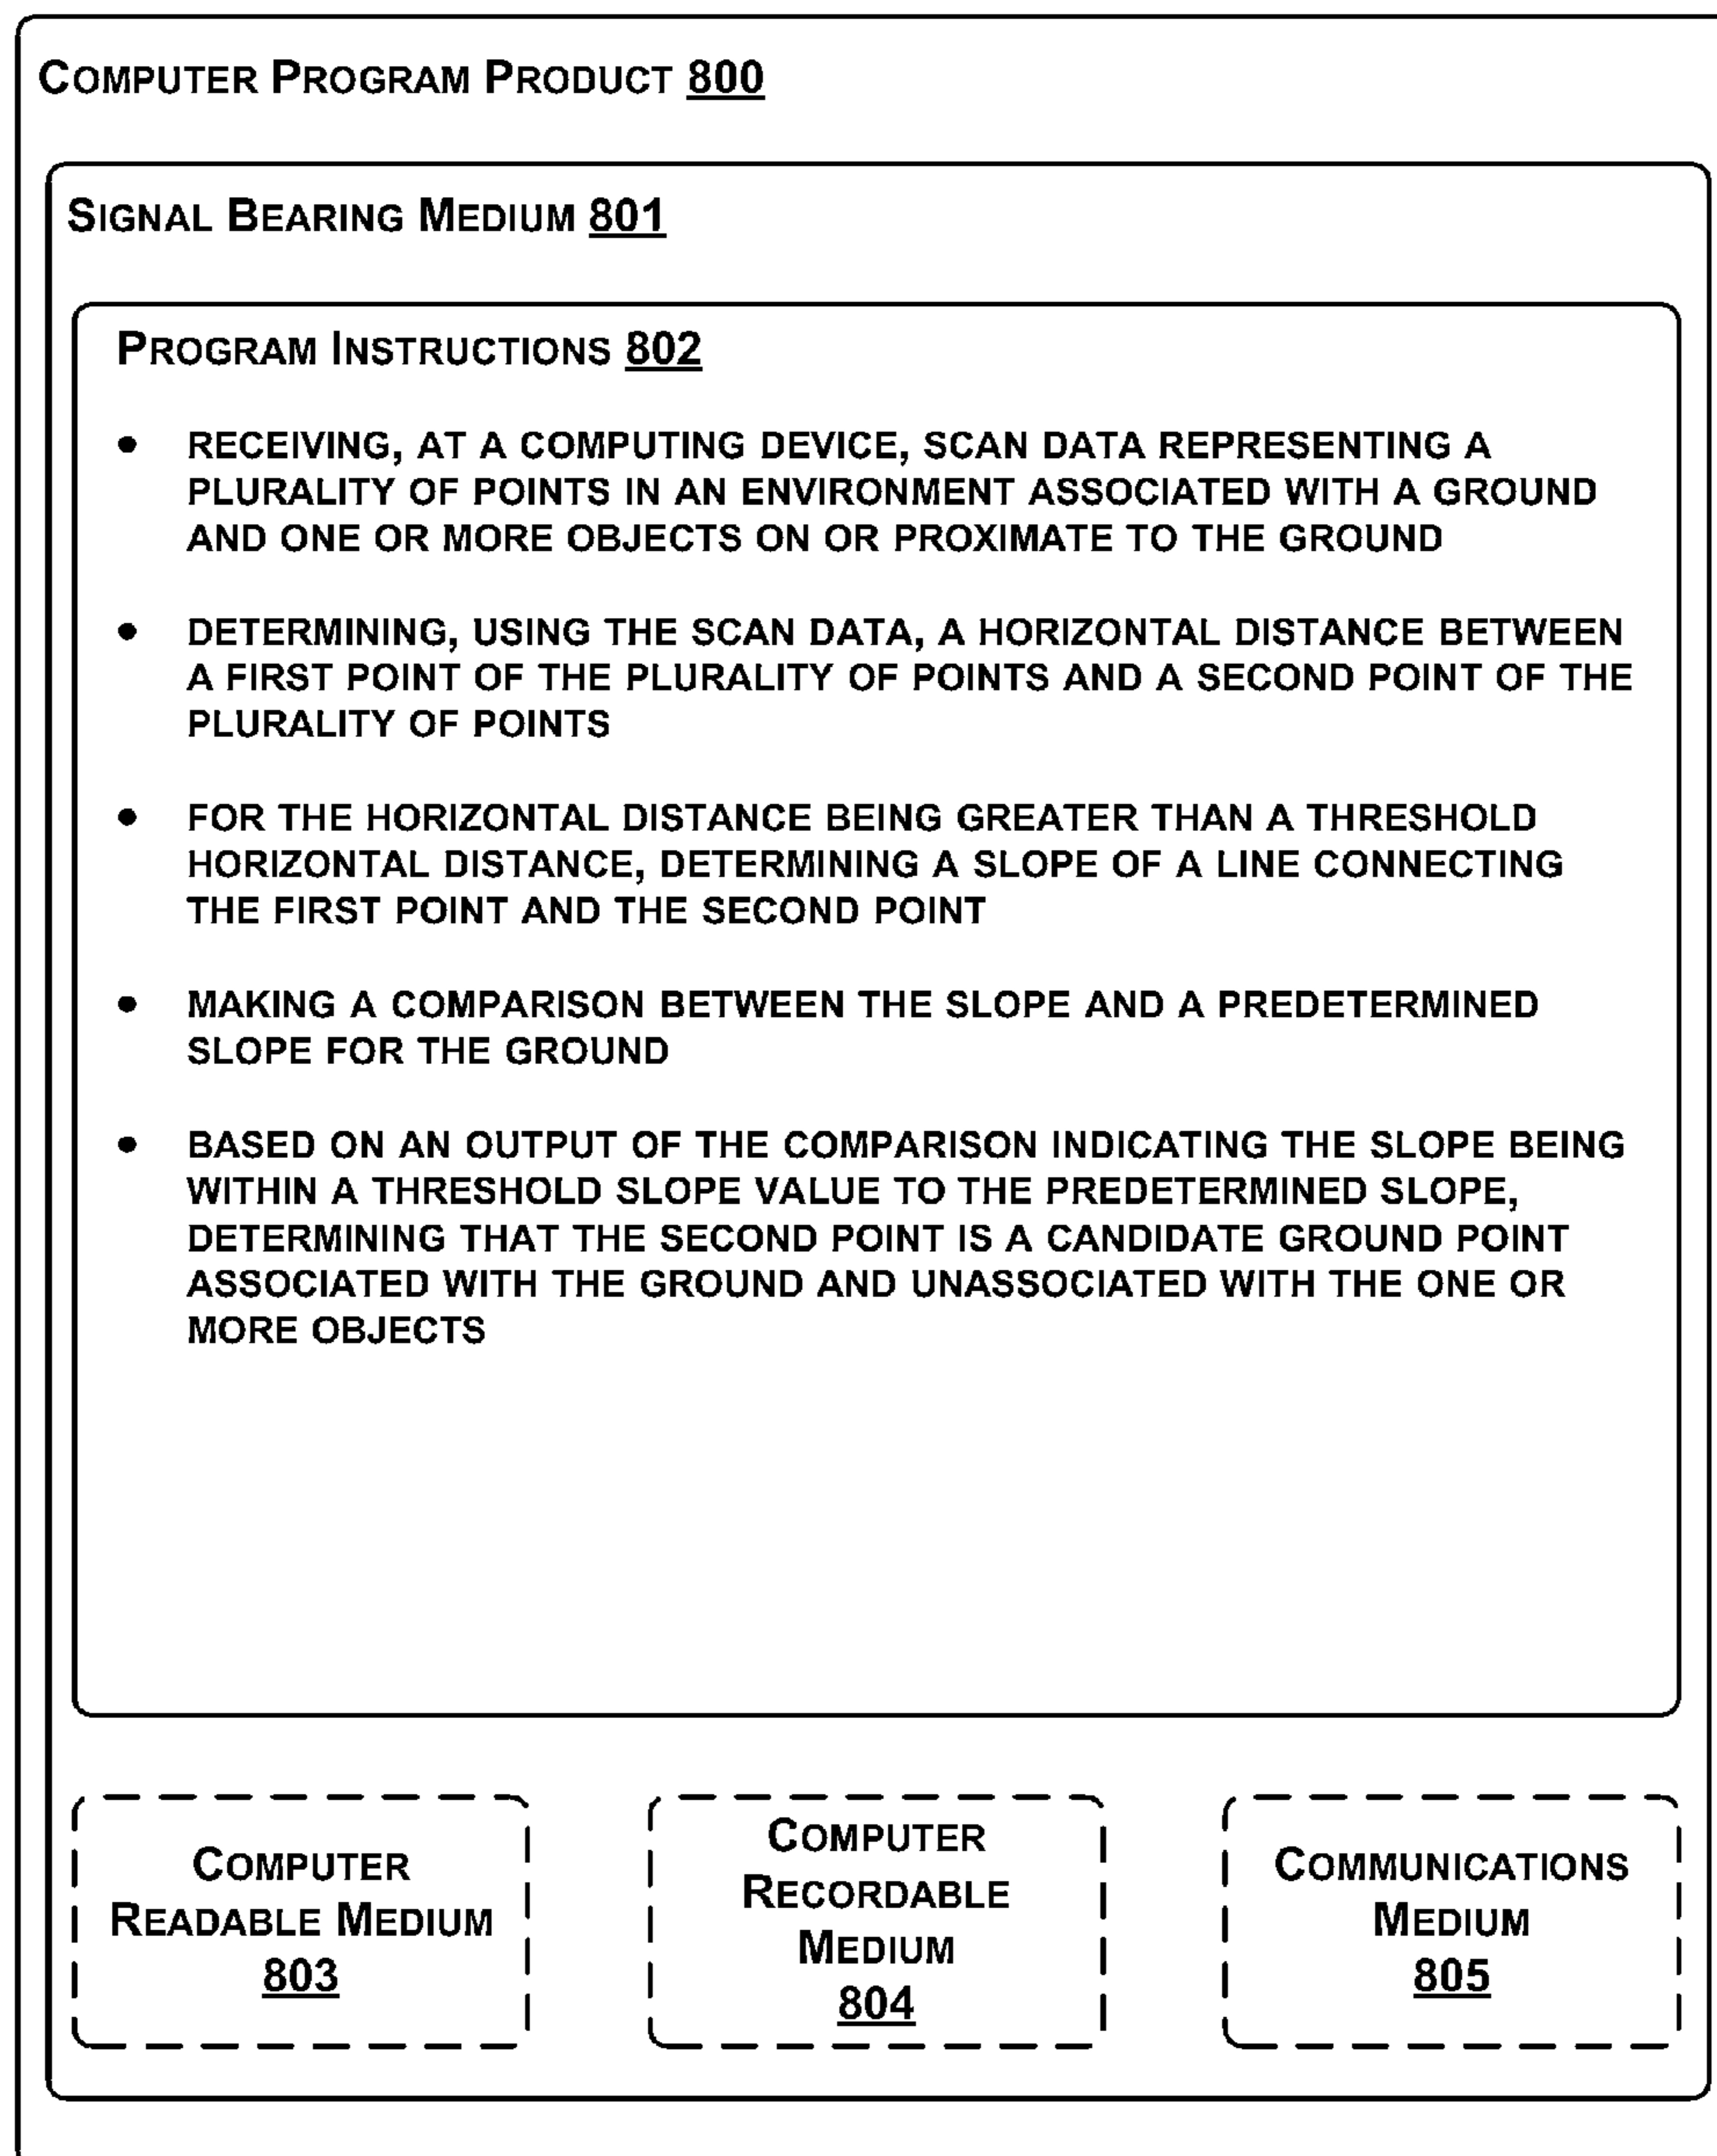 COMPUTER PROGRAM PRODUCT 800
SIGNAL BEARING MEDIUM 801
PROGRAM INSTRUCTIONS 802
• RECEIVING, AT A COMPUTING DEVICE, SCAN DATA REPRESENTING A
PLURALITY OF POINTS IN AN ENVIRONMENT ASSOCIATED WITH A GROUND
AND ONE OR MORE OBJECTS ON OR PROXIMATE TO THE GROUND
• DETERMINING, USING THE SCAN DATA, A HORIZONTAL DISTANCE BETWEEN
A FIRST POINT OF THE PLURALITY OF POINTS AND A SECOND POINT OF THE
PLURALITY OF POINTS
• FOR THE HORIZONTAL DISTANCE BEING GREATER THAN A THRESHOLD
HORIZONTAL DISTANCE, DETERMINING A SLOPE OF A LINE CONNECTING
THE FIRST POINT AND THE SECOND POINT
• MAKING A COMPARISON BETWEEN THE SLOPE AND A PREDETERMINED
SLOPE FOR THE GROUND
• BASED ON AN OUTPUT OF THE COMPARISON INDICATING THE SLOPE BEING
WITHIN A THRESHOLD SLOPE VALUE TO THE PREDETERMINED SLOPE,
DETERMINING THAT THE SECOND POINT IS A CANDIDATE GROUND POINT
ASSOCIATED WITH THE GROUND AND UNASSOCIATED WITH THE ONE OR
MORE OBJECTS
COMPUTER
READABLE MEDIUM
803
COMPUTER
RECORDABLE
MEDIUM
804
COMMUNICATIONS
MEDIUM
805